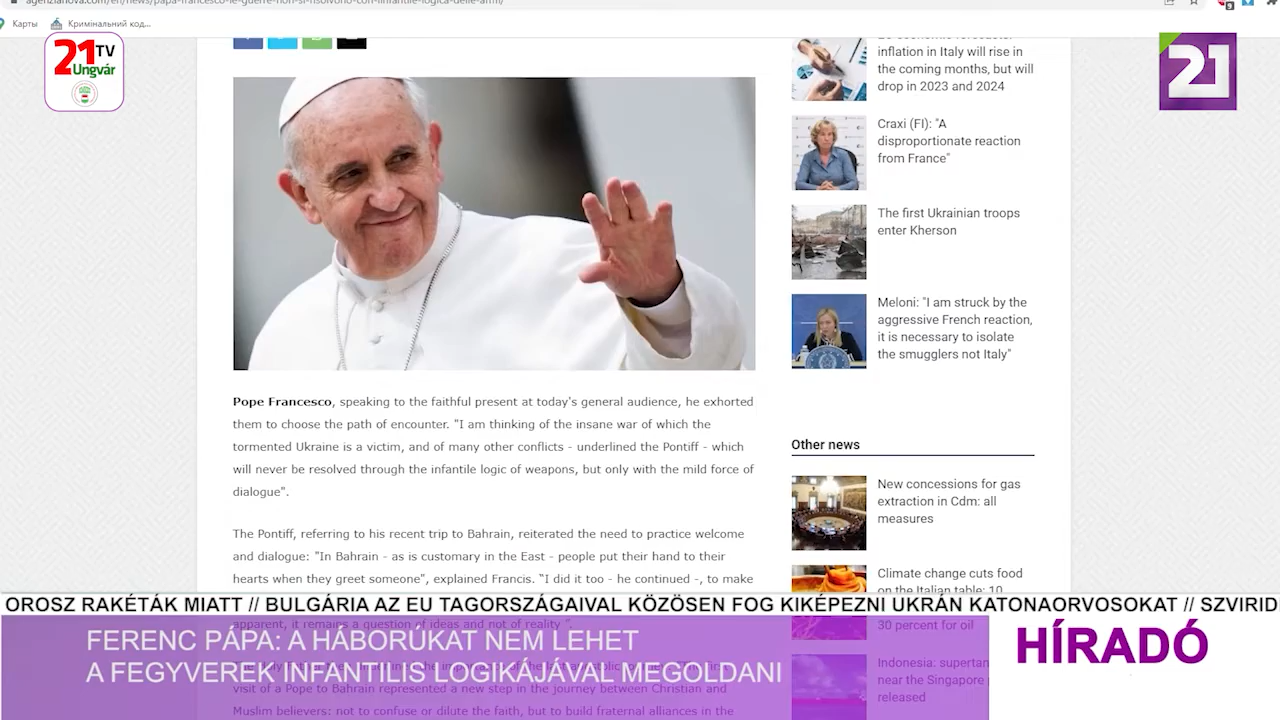 agenzianova.com/en/news/papa-francesco-le-guerre-non-si-risolvono-con-linfantile-logica-delle-armi/
Карты
Кримінальний код...
21 TV
Ungvár
21
inflation in Italy will rise in
the coming months, but will
drop in 2023 and 2024
Craxi (FI): "A
disproportionate reaction
from France"
The first Ukrainian troops
enter Kherson
Meloni: "I am struck by the
aggressive French reaction,
it is necessary to isolate
the smugglers not Italy"
Pope Francesco, speaking to the faithful present at today's general audience, he exhorted
them to choose the path of encounter. "I am thinking of the insane war of which the
tormented Ukraine is a victim, and of many other conflicts - underlined the Pontiff - which
will never be resolved through the infantile logic of weapons, but only with the mild force of
dialogue".
The Pontiff, referring to his recent trip to Bahrain, reiterated the need to practice welcome
and dialogue: "In Bahrain - as is customary in the East - people put their hand to their
hearts when they greet someone", explained Francis. "I did it too - he continued -, to make
Other news
New concessions for gas
extraction in Cdm: all
measures
Climate change cuts food
on the Italian table: 10
OROSZ RAKÉTÁK MIATT // BULGÁRIA AZ EU TAGORSZÁGAIVAL KÖZÖSEN FOG KIKÉPEZNI UKRÁN KATONAORVOSOKAT // SZVIRID
apparent, it remains a question of ideas and not of reality ".
30 percent for oil
FERENC PÁPA: A HÁBORÚKAT NEM LEHET
A FEGYVEREK INFANTILIS LOGIKÁJÁVAL MEGOLDANI
HÍRADÓ
visit of a Pope to Bahrain represented a new step in the journey between Christian and
Muslim believers: not to confuse or dilute the faith, but to build fraternal alliances in the
Indonesia: supertan
near the Singapore
released